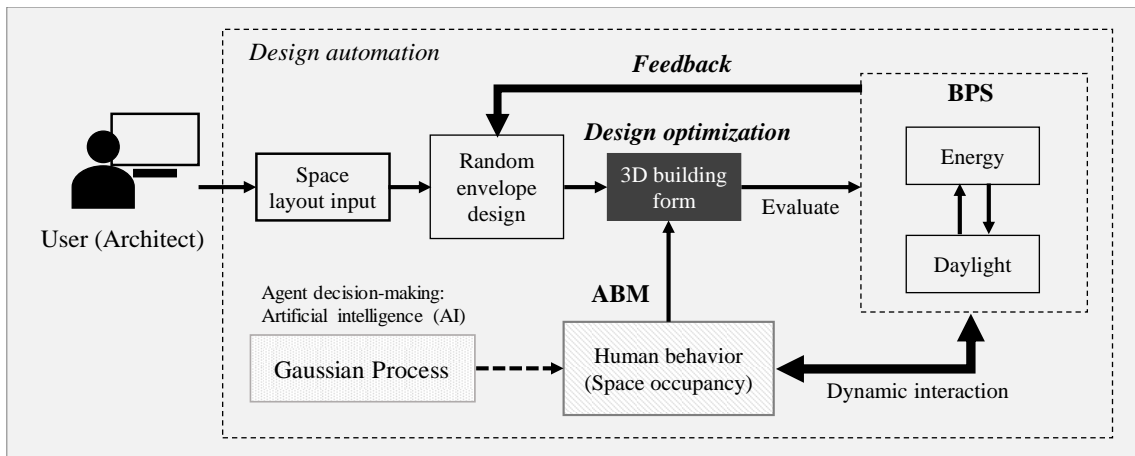 Design automation
Feedback
BPS
Design optimization
Energy
Random
envelope
design
3D building
form
Space
layout input
Evaluate
User (Architect)
Daylight
Agent decision-making:
Artificial intelligence (AI)
ABM
Gaussian Process
Human behavior
(Space occupancy)
Dynamic interaction